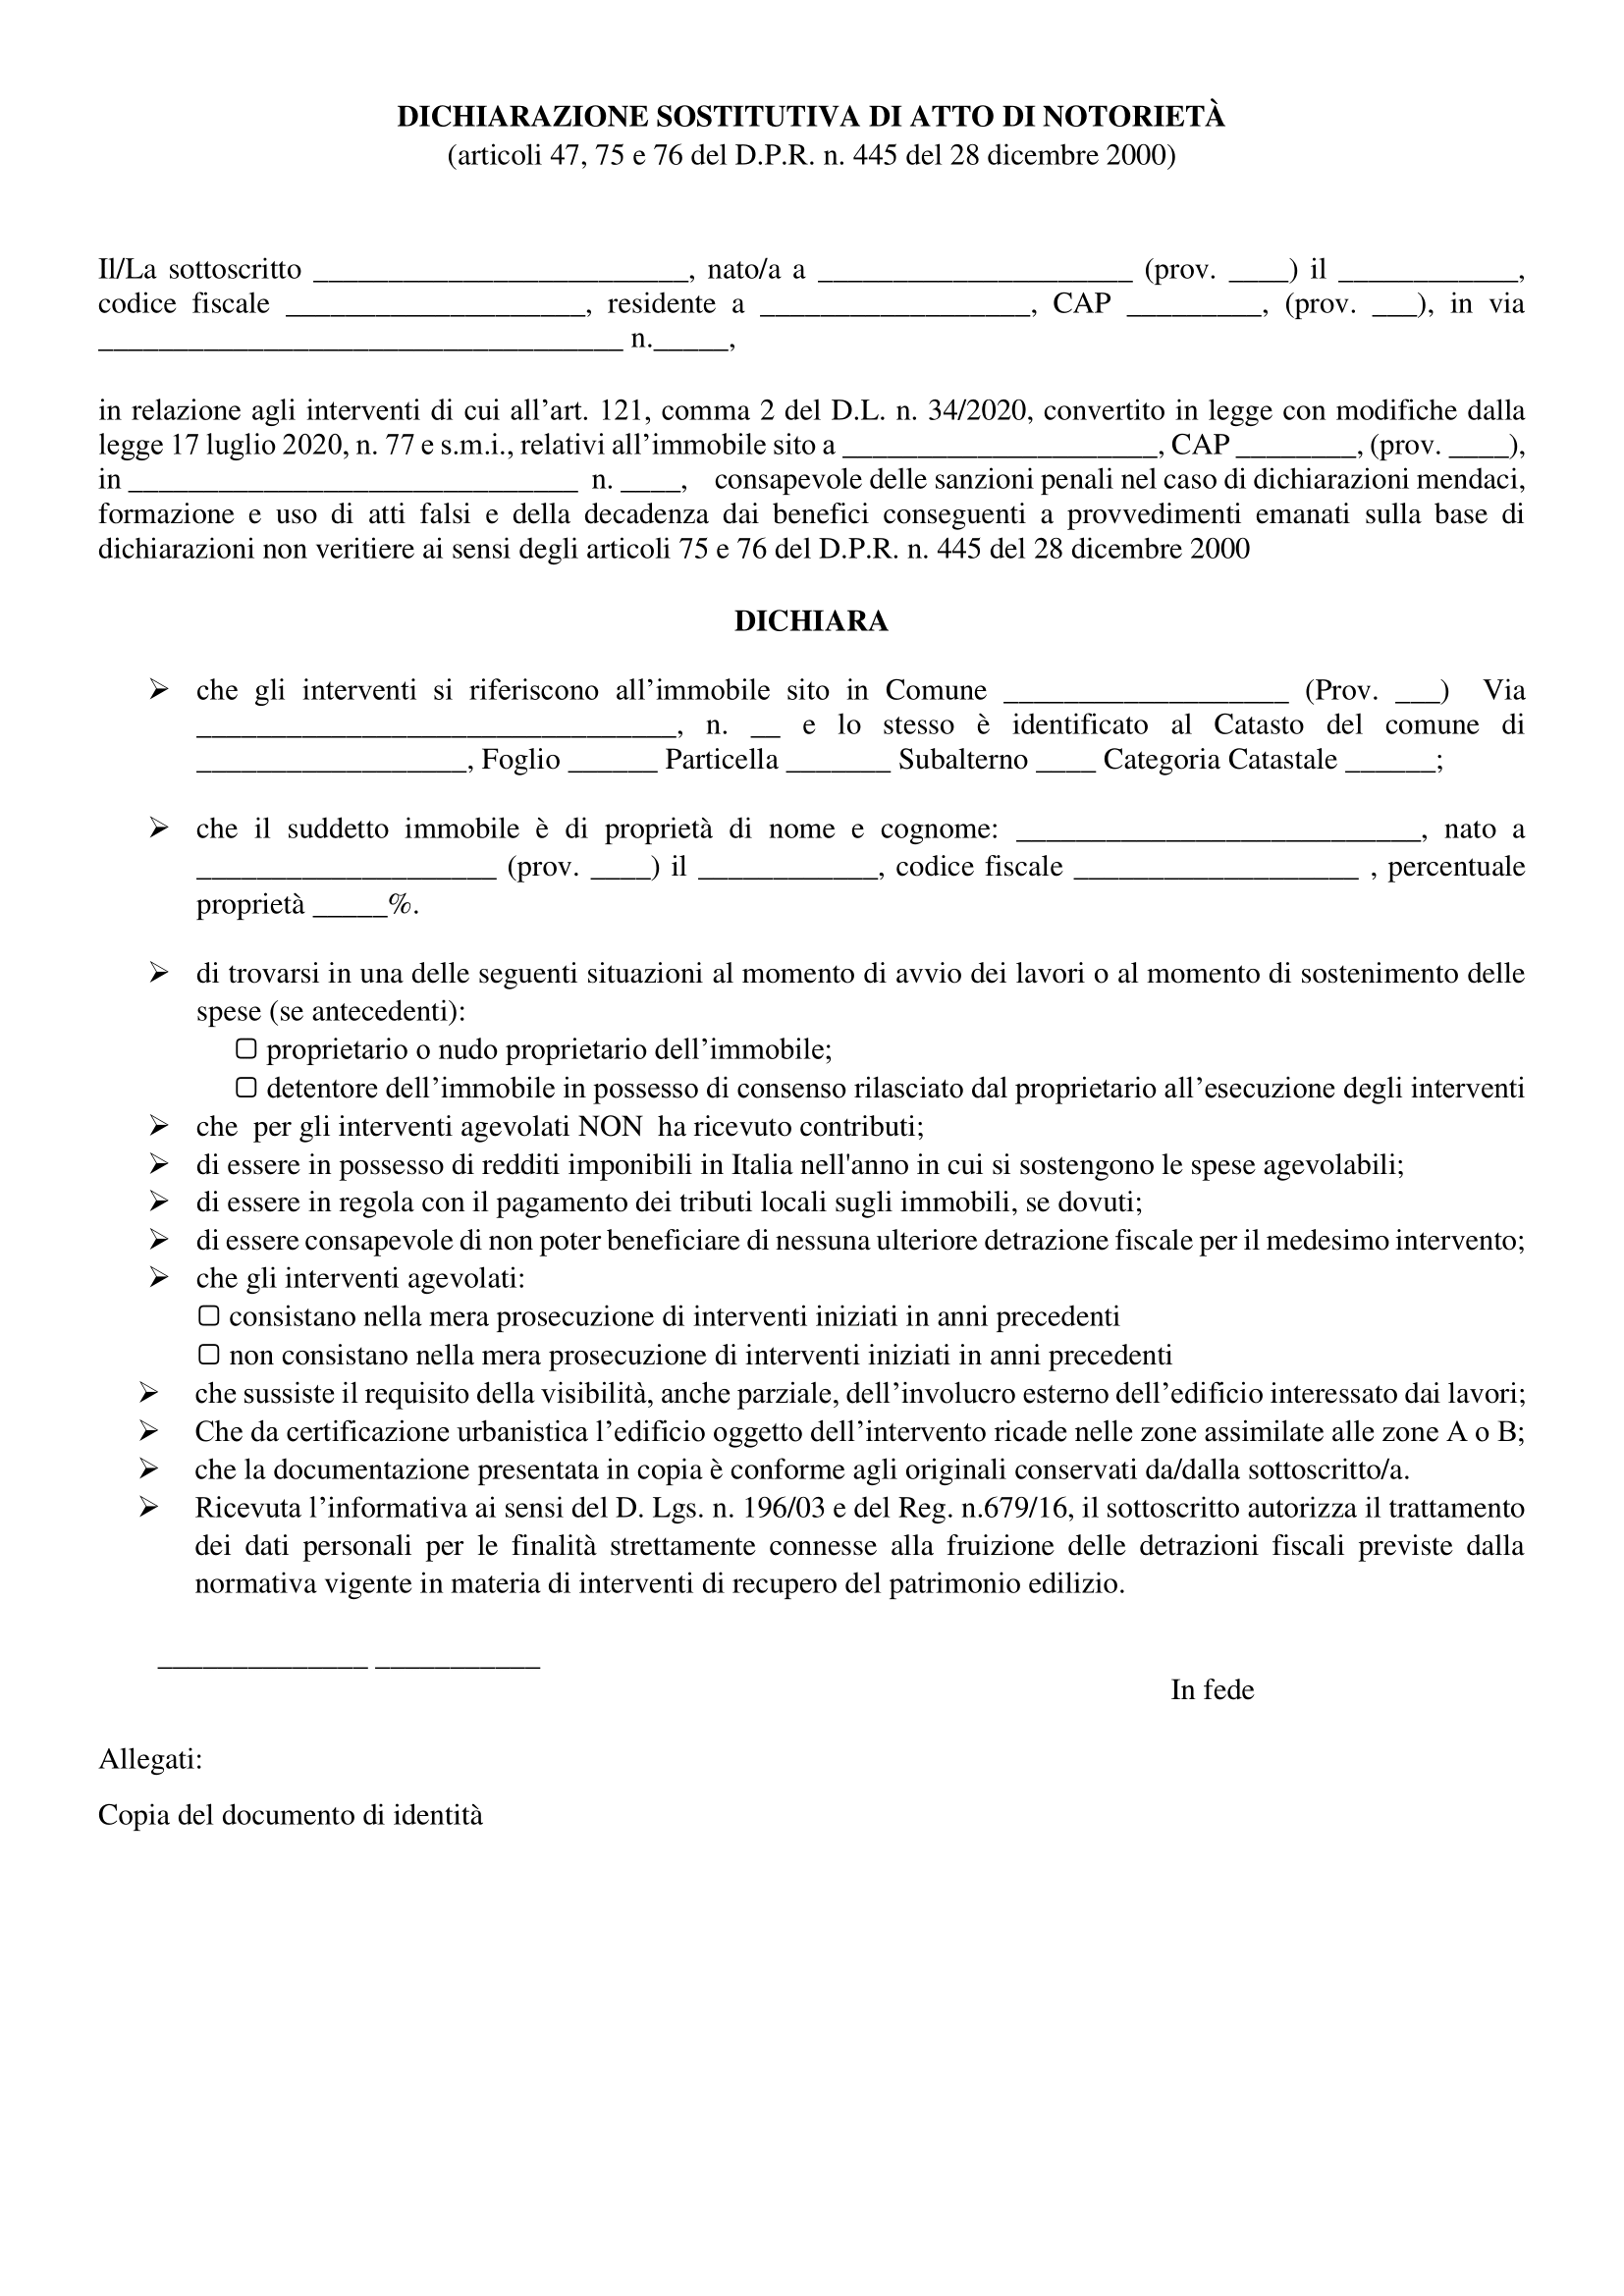 DICHIARAZIONE SOSTITUTIVA DI ATTO DI NOTORIETÀ
(articoli 47, 75 e 76 del D.P.R. n. 445 del 28 dicembre 2000)
Il/La sottoscritto _________________________, nato/a a _____________________ (prov. ____) il ____________,
codice fiscale ____________________, residente a __________________, CAP _________, (prov. ___), in via
___________________________________ n._____,
in relazione agli interventi di cui all’art. 121, comma 2 del D.L. n. 34/2020, convertito in legge con modifiche dalla
legge 17 luglio 2020, n. 77 e s.m.i., relativi all’immobile sito a _____________________, CAP ________, (prov. ____),
in ______________________________ n. ____, consapevole delle sanzioni penali nel caso di dichiarazioni mendaci,
formazione e uso di atti falsi e della decadenza dai benefici conseguenti a provvedimenti emanati sulla base di
dichiarazioni non veritiere ai sensi degli articoli 75 e 76 del D.P.R. n. 445 del 28 dicembre 2000
DICHIARA
➢ che gli interventi si riferiscono all’immobile sito in Comune ___________________ (Prov. ___) Via
________________________________, n. __ e lo stesso è identificato al Catasto del comune di
__________________, Foglio ______ Particella _______ Subalterno ____ Categoria Catastale ______;
➢ che il suddetto immobile è di proprietà di nome e cognome: ___________________________, nato a
____________________ (prov. ____) il ____________, codice fiscale ___________________ , percentuale
proprietà _____%.
➢ di trovarsi in una delle seguenti situazioni al momento di avvio dei lavori o al momento di sostenimento delle
spese (se antecedenti):
▢ proprietario o nudo proprietario dell’immobile;
▢ detentore dell’immobile in possesso di consenso rilasciato dal proprietario all’esecuzione degli interventi
➢ che per gli interventi agevolati NON ha ricevuto contributi;
➢ di essere in possesso di redditi imponibili in Italia nell'anno in cui si sostengono le spese agevolabili;
➢ di essere in regola con il pagamento dei tributi locali sugli immobili, se dovuti;
➢ di essere consapevole di non poter beneficiare di nessuna ulteriore detrazione fiscale per il medesimo intervento;
➢ che gli interventi agevolati:
▢ consistano nella mera prosecuzione di interventi iniziati in anni precedenti
▢ non consistano nella mera prosecuzione di interventi iniziati in anni precedenti
➢ che sussiste il requisito della visibilità, anche parziale, dell’involucro esterno dell’edificio interessato dai lavori;
➢ Che da certificazione urbanistica l’edificio oggetto dell’intervento ricade nelle zone assimilate alle zone A o B;
➢ che la documentazione presentata in copia è conforme agli originali conservati da/dalla sottoscritto/a.
➢ Ricevuta l’informativa ai sensi del D. Lgs. n. 196/03 e del Reg. n.679/16, il sottoscritto autorizza il trattamento
dei dati personali per le finalità strettamente connesse alla fruizione delle detrazioni fiscali previste dalla
normativa vigente in materia di interventi di recupero del patrimonio edilizio.
______________ ___________
In fede
Allegati:
Copia del documento di identità